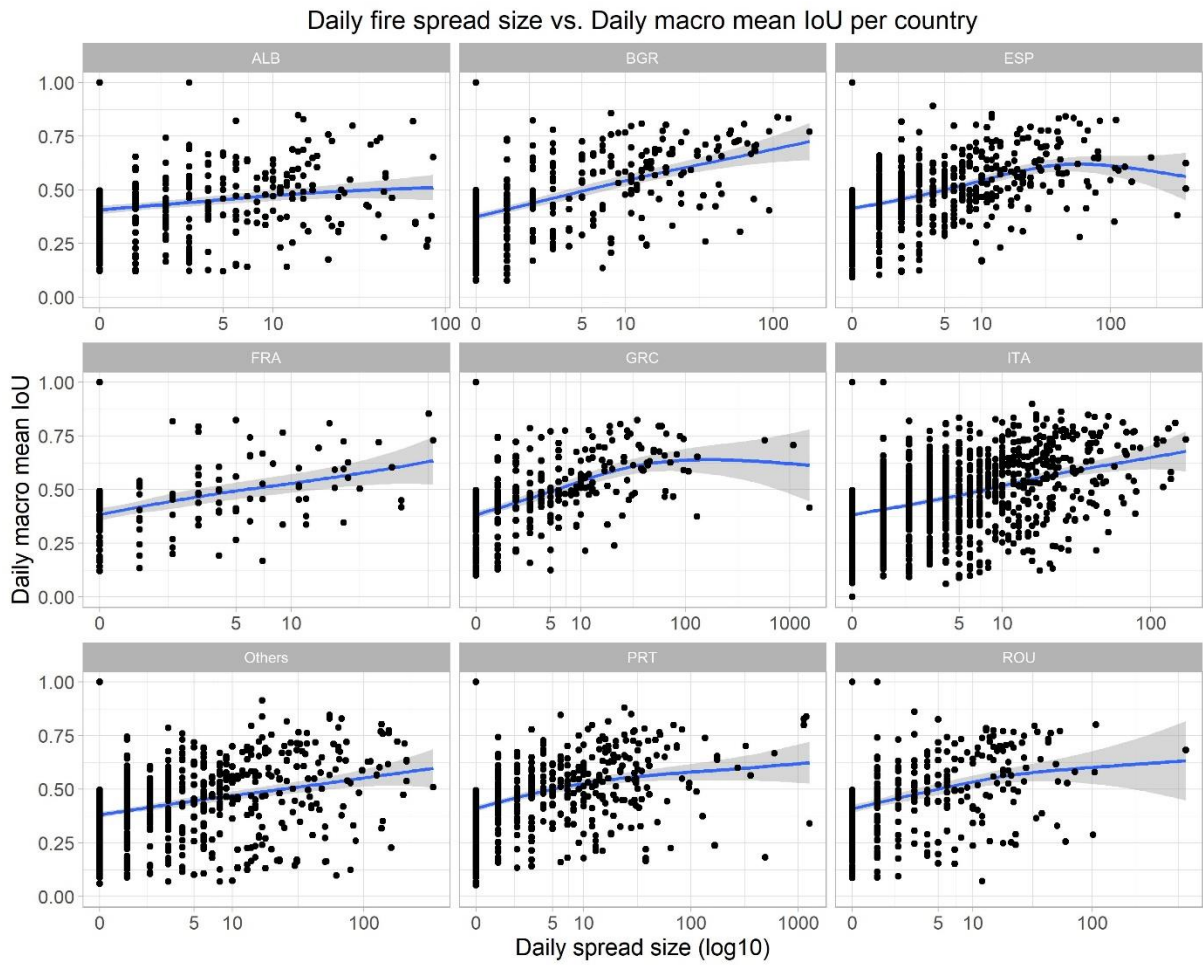 Daily fire spread size vs. Daily macro mean IoU per country
ALB BGR ESP
1.00
0.75
0.50
0.25
0.00
0 5 10 100 0 5 10 100 0 5 10 100
FRA GRC ITA
Daily macro mean IoU
1.00
0.75
0.50
0.25
0.00
0 5 10 0 5 10 100 1000 0 5 10 100
Others PRT ROU
1.00
0.75
0.50
0.25
0.00
0 5 10 100 0 5 10 100 1000 0 5 10 100
Daily spread size (log10)